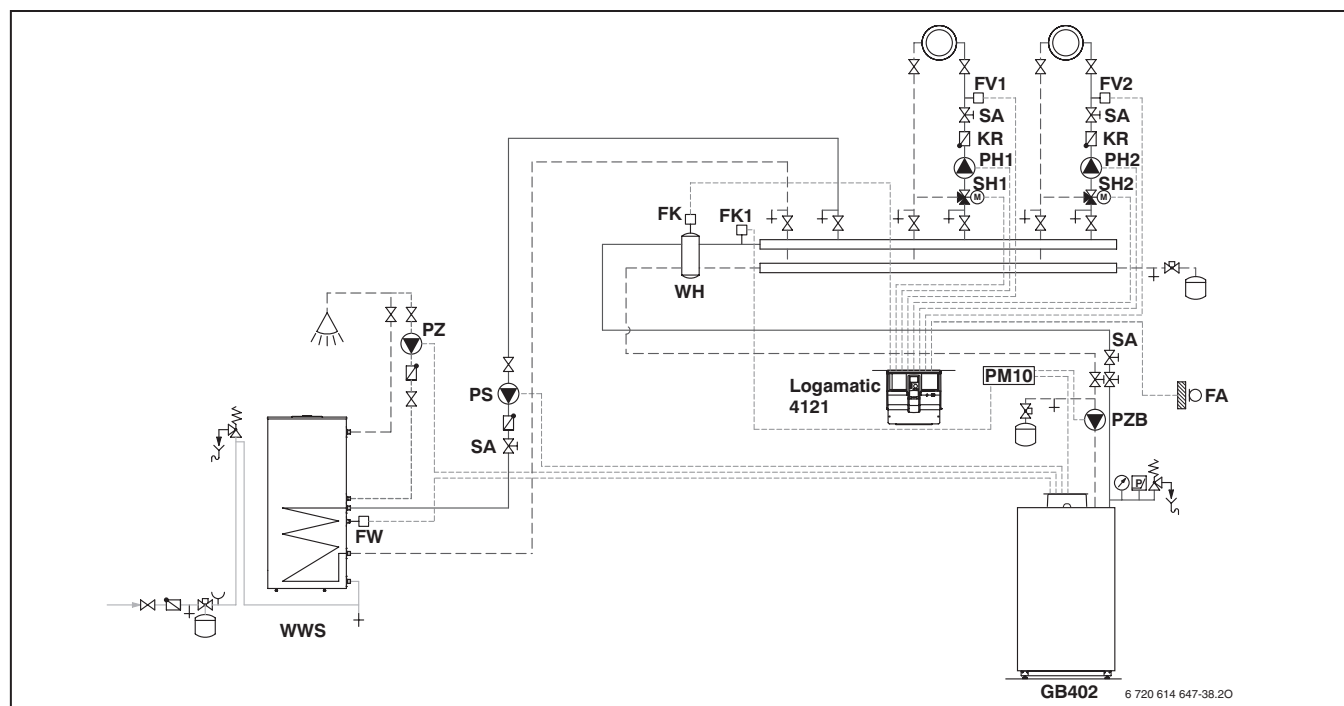 FV1
FV2
SA
SA
KR
KR
PH1
PH2
SH1
SH2
M
M
FK
FK1
WH
PZ
SA
Logamatic
4121
PM10
PS
FA
PZB
SA
P
FW
WWS
GB402
6 720 614 647-38.2O